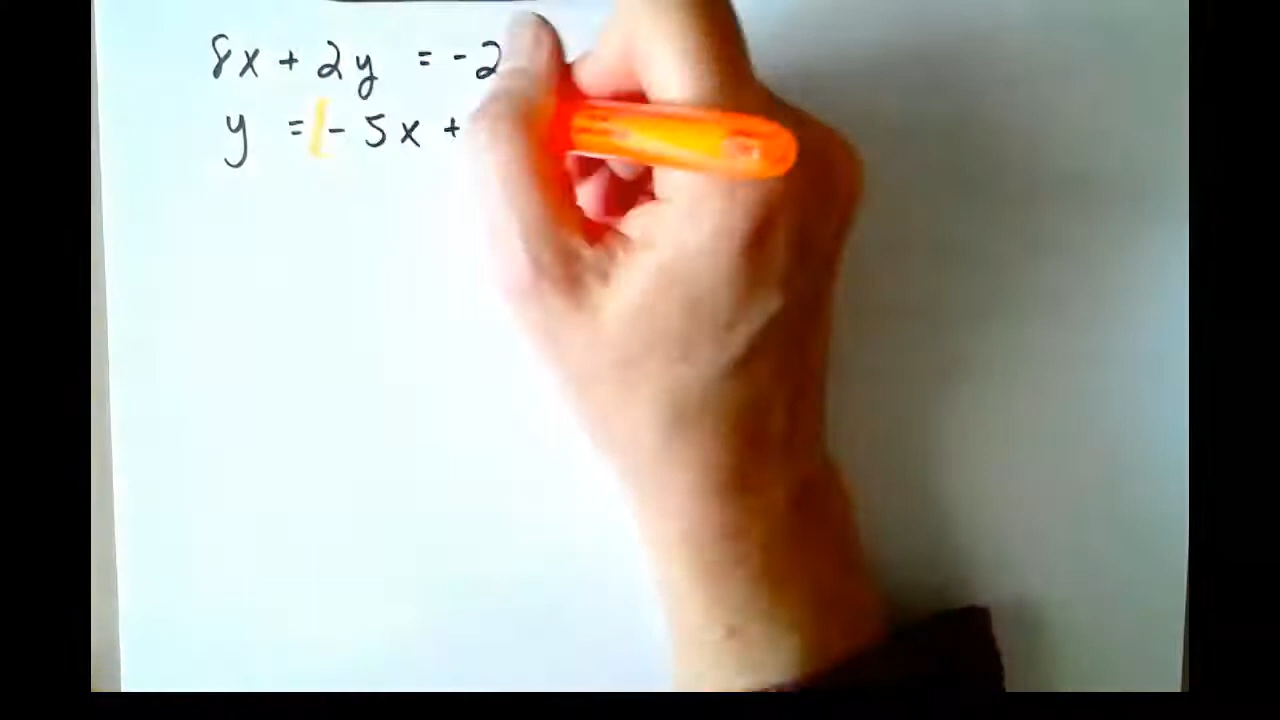 8x + 2y = -2
y = - 5x +